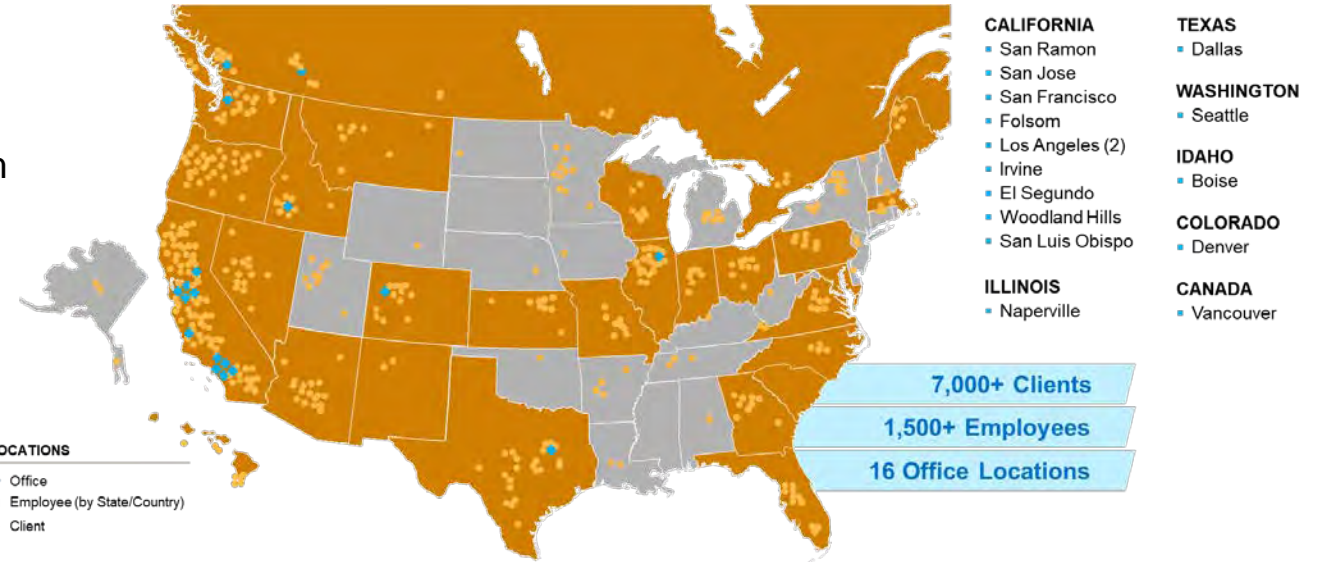 CALIFORNIA
San Ramon
San Jose
San Francisco
Folsom
Los Angeles (2)
Irvine
El Segundo
Woodland Hills
San Luis Obispo
ILLINOIS
Naperville
TEXAS
Dallas
WASHINGTON
Seattle
IDAHO
Boise
COLORADO
Denver
CANADA
Vancouver
7,000+ Clients
1,500+ Employees
16 Office Locations
OCATIONS
Office
Employee (by State/Country)
Client